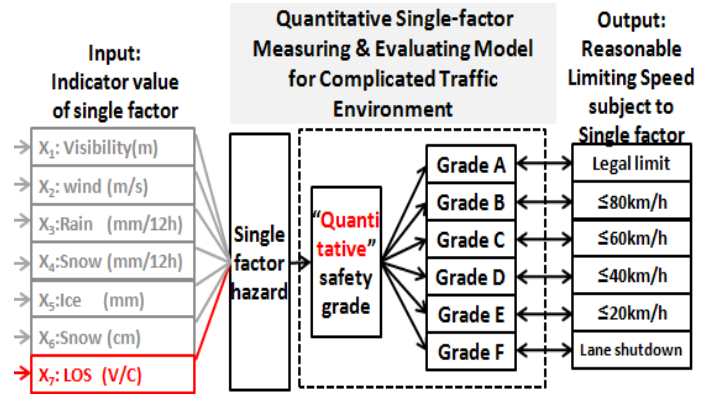 Input:
Indicator value
of single factor
X₁: Visibility(m)
X₂: wind (m/s)
X₃:Rain (mm/12h)
X₄:Snow (mm/12h)
X₅:Ice (mm)
X₆:Snow (cm)
X₇: LOS (V/C)
Single
factor
hazard
Quantitative Single-factor
Measuring & Evaluating Model
for Complicated Traffic
Environment
“Quanti
tative”
safety
grade
Grade A
Grade B
Grade C
Grade D
Grade E
Grade F
Output:
Reasonable
Limiting Speed
subject to
Single factor
Legal limit
≤80km/h
≤60km/h
≤40km/h
≤20km/h
Lane shutdown